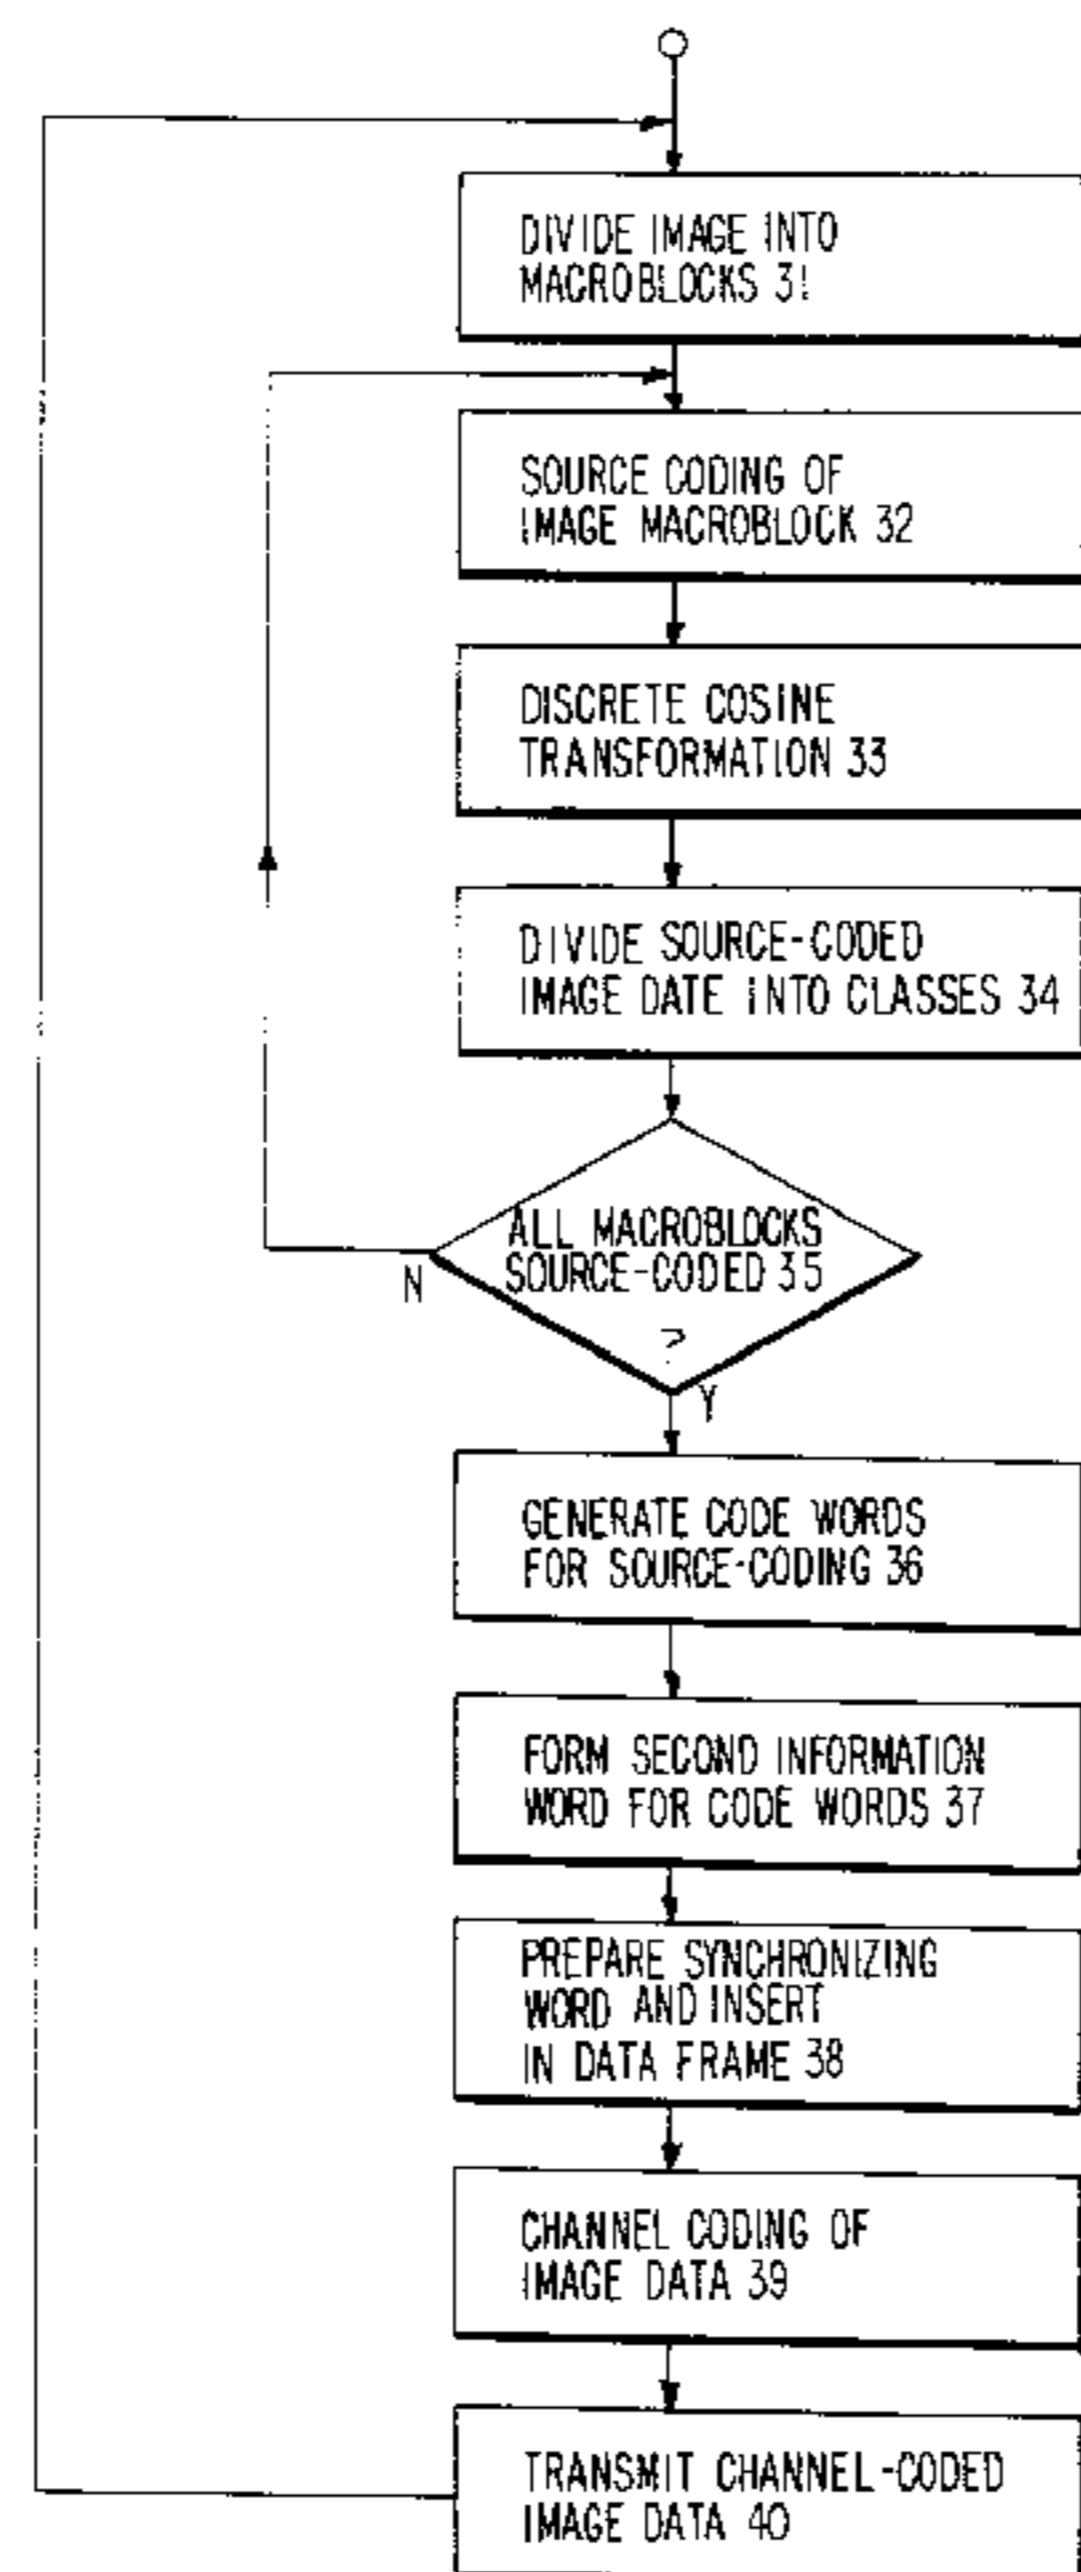 DIVIDE IMAGE INTO
MACROBLOCKS 31
SOURCE CODING OF
IMAGE MACROBLOCK 32
DISCRETE COSINE
TRANSFORMATION 33
DIVIDE SOURCE-CODED
IMAGE DATE INTO CLASSES 34
ALL MACROBLOCKS
SOURCE-CODED 35
?
N
Y
GENERATE CODE WORDS
FOR SOURCE-CODING 36
FORM SECOND INFORMATION
WORD FOR CODE WORDS 37
PREPARE SYNCHRONIZING
WORD AND INSERT
IN DATA FRAME 38
CHANNEL CODING OF
IMAGE DATA 39
TRANSMIT CHANNEL-CODED
IMAGE DATA 40